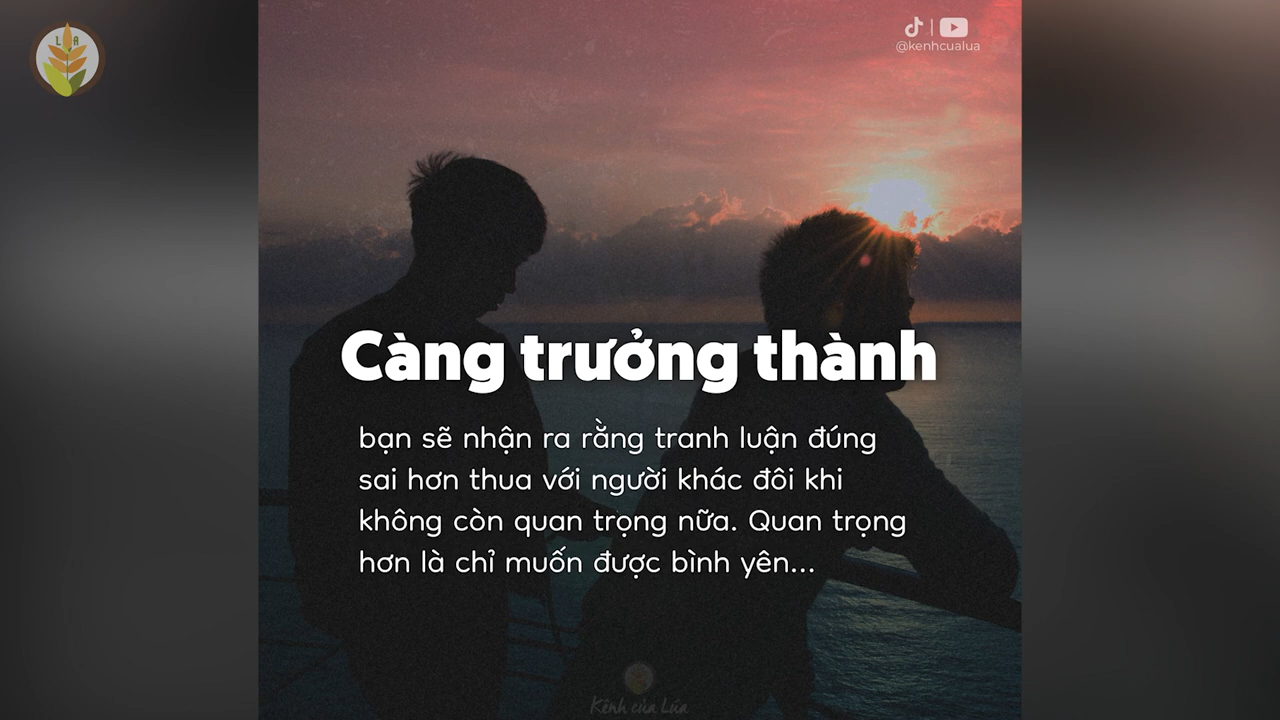 LA
@kenhcualua
Càng trưởng thành
bạn sẽ nhận ra rằng tranh luận đúng
sai hơn thua với người khác đôi khi
không còn quan trọng nữa. Quan trọng
hơn là chỉ muốn được bình yên...
Kênh của Lúa